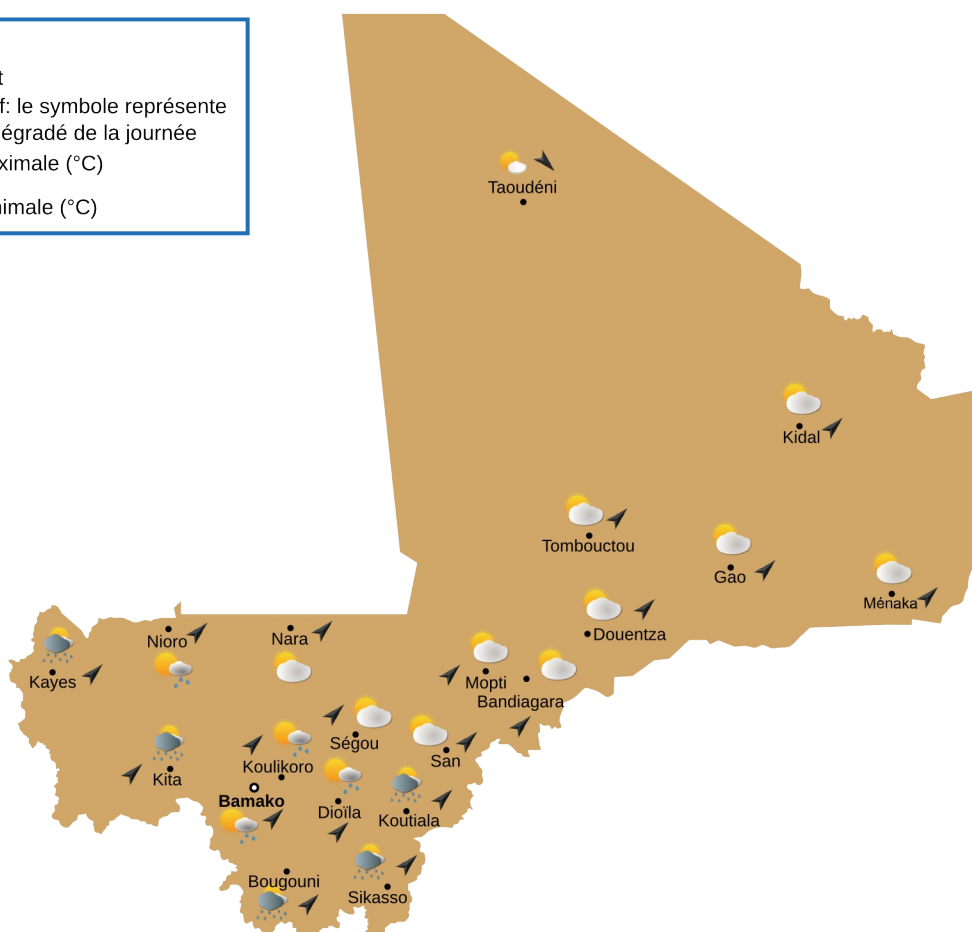 t
f: le symbole représente
égradé de la journée
ximale (°C)
imale (°C)
Taoudéni
Kidal
Tombouctou
Gao
Ménaka
Douentza
Nioro
Nara
Kayes
Mopti
Bandiagara
Ségou
San
Koulikoro
Kita
Bamako
Dioïla
Koutiala
Bougouni
Sikasso